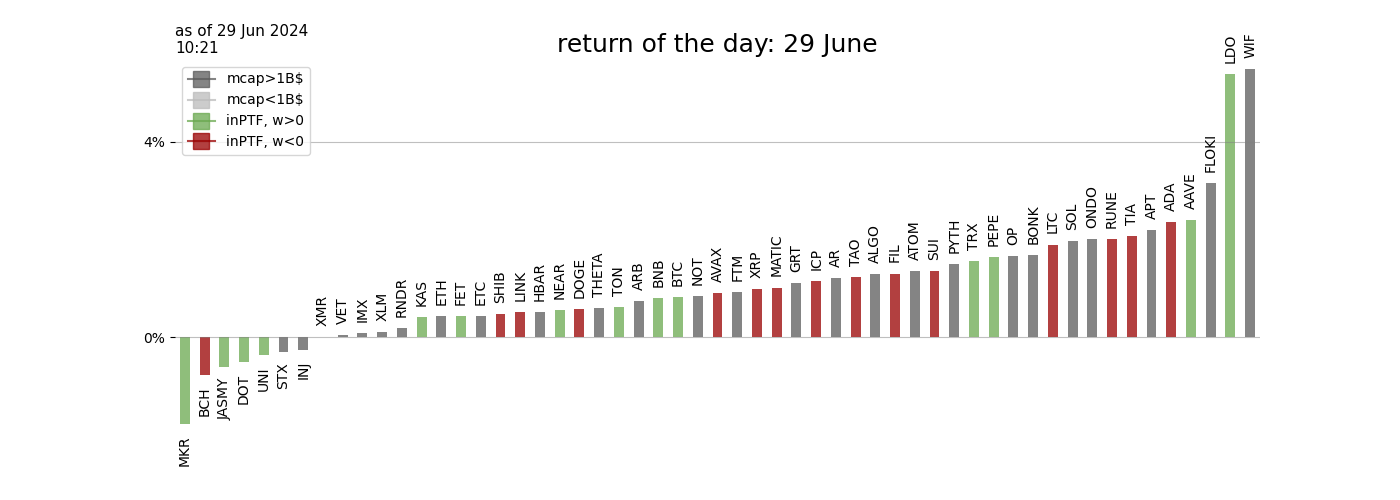 as of 29 Jun 2024
10:21
return of the day: 29 June
mcap>1B$
mcap<1B$
inPTF, w>0
inPTF, w<0
4%
0%
MKR
BCH
JASMY
DOT
UNI
STX
INJ
XMR
VET
IMX
XLM
RNDR
KAS
ETH
FET
ETC
SHIB
LINK
HBAR
NEAR
DOGE
THETA
TON
ARB
BNB
BTC
NOT
AVAX
FTM
XRP
MATIC
GRT
ICP
AR
TAO
ALGO
FIL
ATOM
SUI
PYTH
TRX
PEPE
OP
BONK
LTC
SOL
ONDO
RUNE
TIA
APT
ADA
AAVE
FLOKI
LDO
WIF